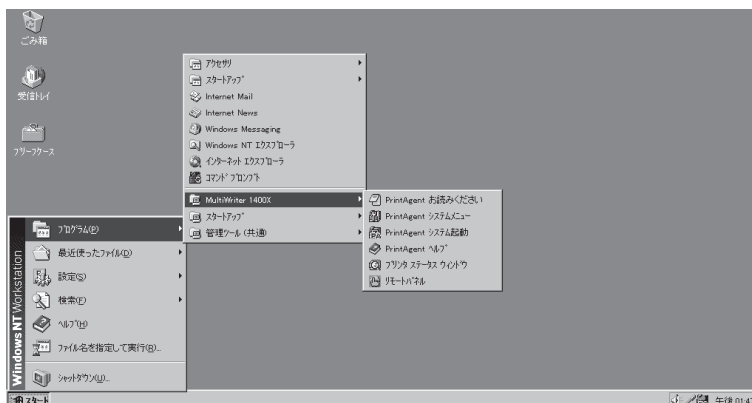 ごみ箱
受信トレイ
ブリーフケース
アクセサリ
スタートアップ
Internet Mail
Internet News
Windows Messaging
Windows NT エクスプローラ
インターネット エクスプローラ
コマンド プロンプト
MultiWriter 1400X
スタートアップ
管理ツール (共通)
PrintAgent お読みください
PrintAgent システムメニュー
PrintAgent システム起動
PrintAgent ヘルプ
プリンタ ステータス ウィンドウ
リモートパネル
Windows NT Workstation
プログラム(P)
最近使ったファイル(D)
設定(S)
検索(F)
ヘルプ(H)
ファイル名を指定して実行(R)...
シャットダウン(U)...
スタート
午後 01:4